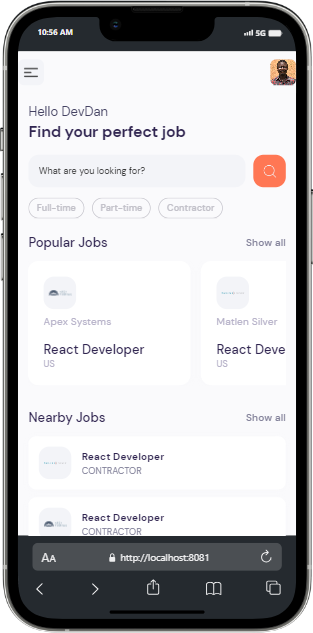 10:56 AM
5G
Hello DevDan
Find your perfect job
What are you looking for?
Full-time
Part-time
Contractor
Popular Jobs
Show all
Apex Systems
React Developer
US
Matlen Silver
React Deve
US
Nearby Jobs
Show all
React Developer
CONTRACTOR
React Developer
CONTRACTOR
AA
http://localhost:8081